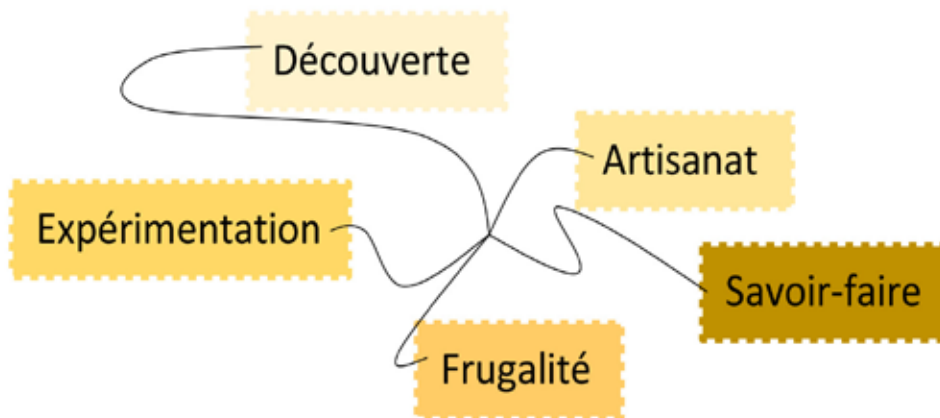 Découverte
Artisanat
Expérimentation
Savoir-faire
Frugalité